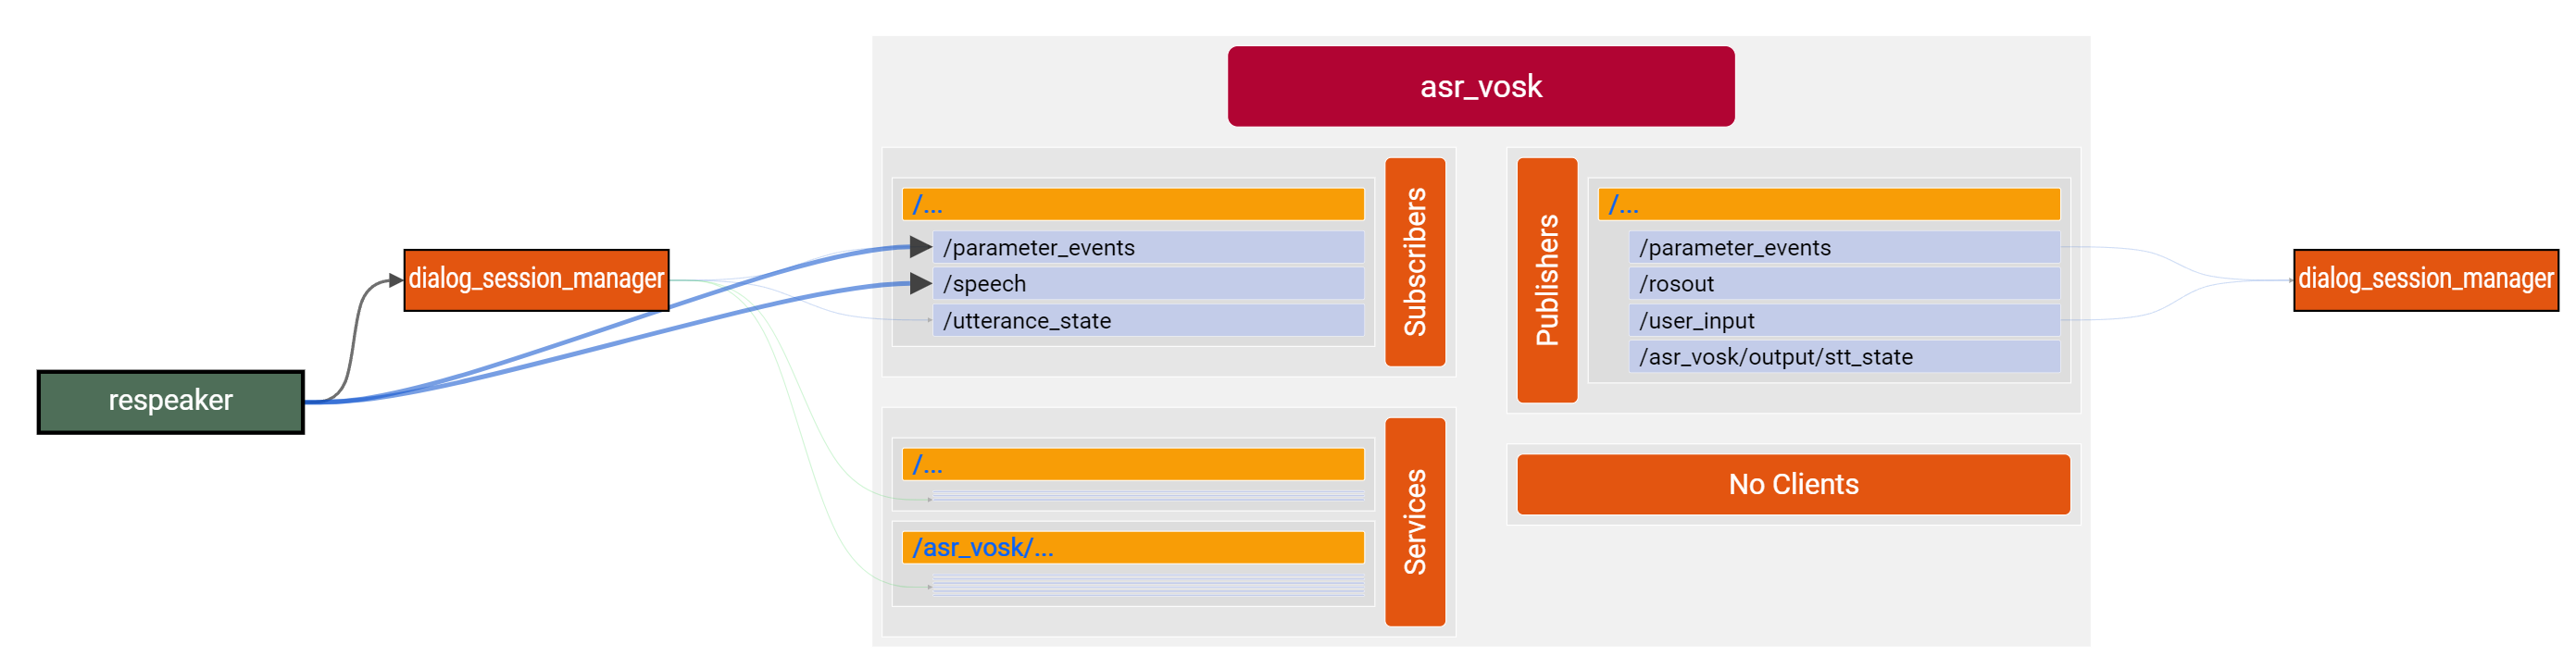 asr_vosk
respeaker
dialog_session_manager
/...
/parameter_events
/speech
/utterance_state
Subscribers
/...
/asr_vosk/...
Services
Publishers
/...
/parameter_events
/rosout
/user_input
/asr_vosk/output/stt_state
No Clients
dialog_session_manager